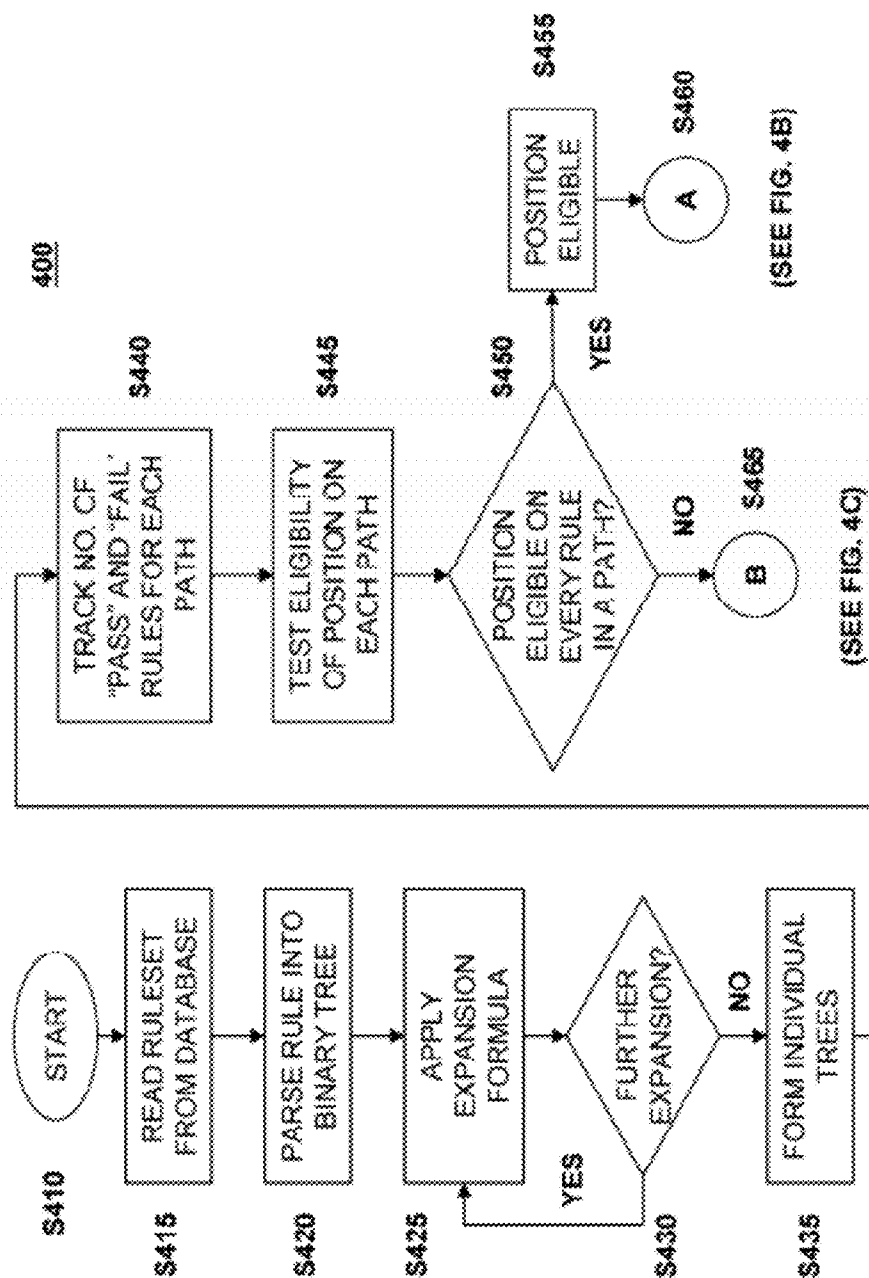 400
S410
START
S415
READ RULESET
FROM DATABASE
S420
PARSE RULE INTO
BINARY TREE
S425
APPLY
EXPANSION
FORMULA
S430
FURTHER
EXPANSION?
YES
NO
S435
FORM INDIVIDUAL
TREES
S440
TRACK NO. OF
"PASS" AND "FAIL"
RULES FOR EACH
PATH
S445
TEST ELIGIBILITY
OF POSITION ON
EACH PATH
S450
POSITION
ELIGIBLE ON
EVERY RULE
IN A PATH?
YES
S455
POSITION
ELIGIBLE
A
S460
(SEE FIG. 4B)
NO
B
S465
(SEE FIG. 4C)